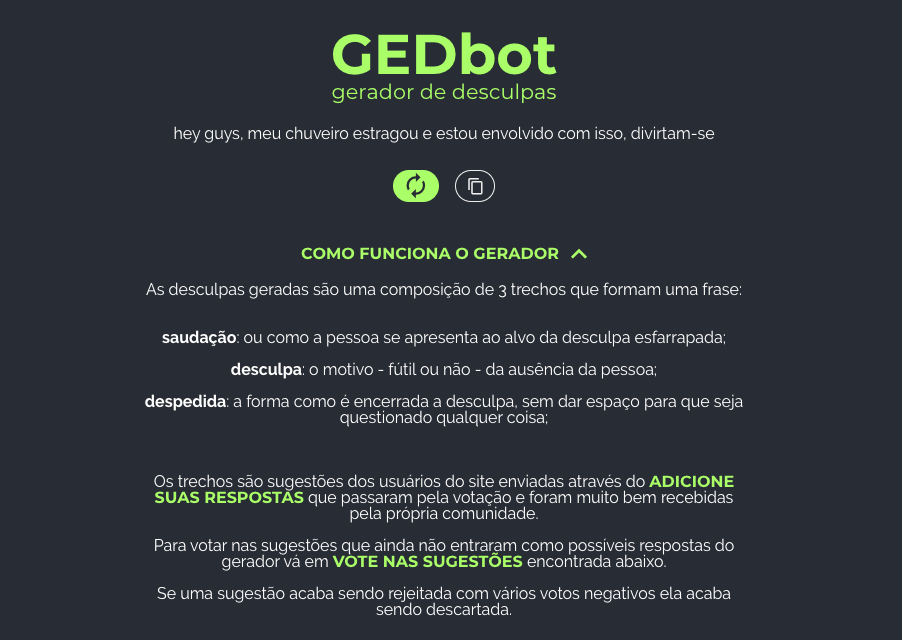 GEDbot
gerador de desculpas
hey guys, meu chuveiro estragou e estou envolvido com isso, divirtam-se
COMO FUNCIONA O GERADOR
As desculpas geradas são uma composição de 3 trechos que formam uma frase:
saudação: ou como a pessoa se apresenta ao alvo da desculpa esfarrapada;
desculpa: o motivo - fútil ou não - da ausência da pessoa;
despedida: a forma como é encerrada a desculpa, sem dar espaço para que seja
questionado qualquer coisa;
Os trechos são sugestões dos usuários do site enviadas através do ADICIONE
SUAS RESPOSTAS que passaram pela votação e foram muito bem recebidas
pela própria comunidade.
Para votar nas sugestões que ainda não entraram como possíveis respostas do
gerador vá em VOTE NAS SUGESTÕES encontrada abaixo.
Se uma sugestão acaba sendo rejeitada com vários votos negativos ela acaba
sendo descartada.